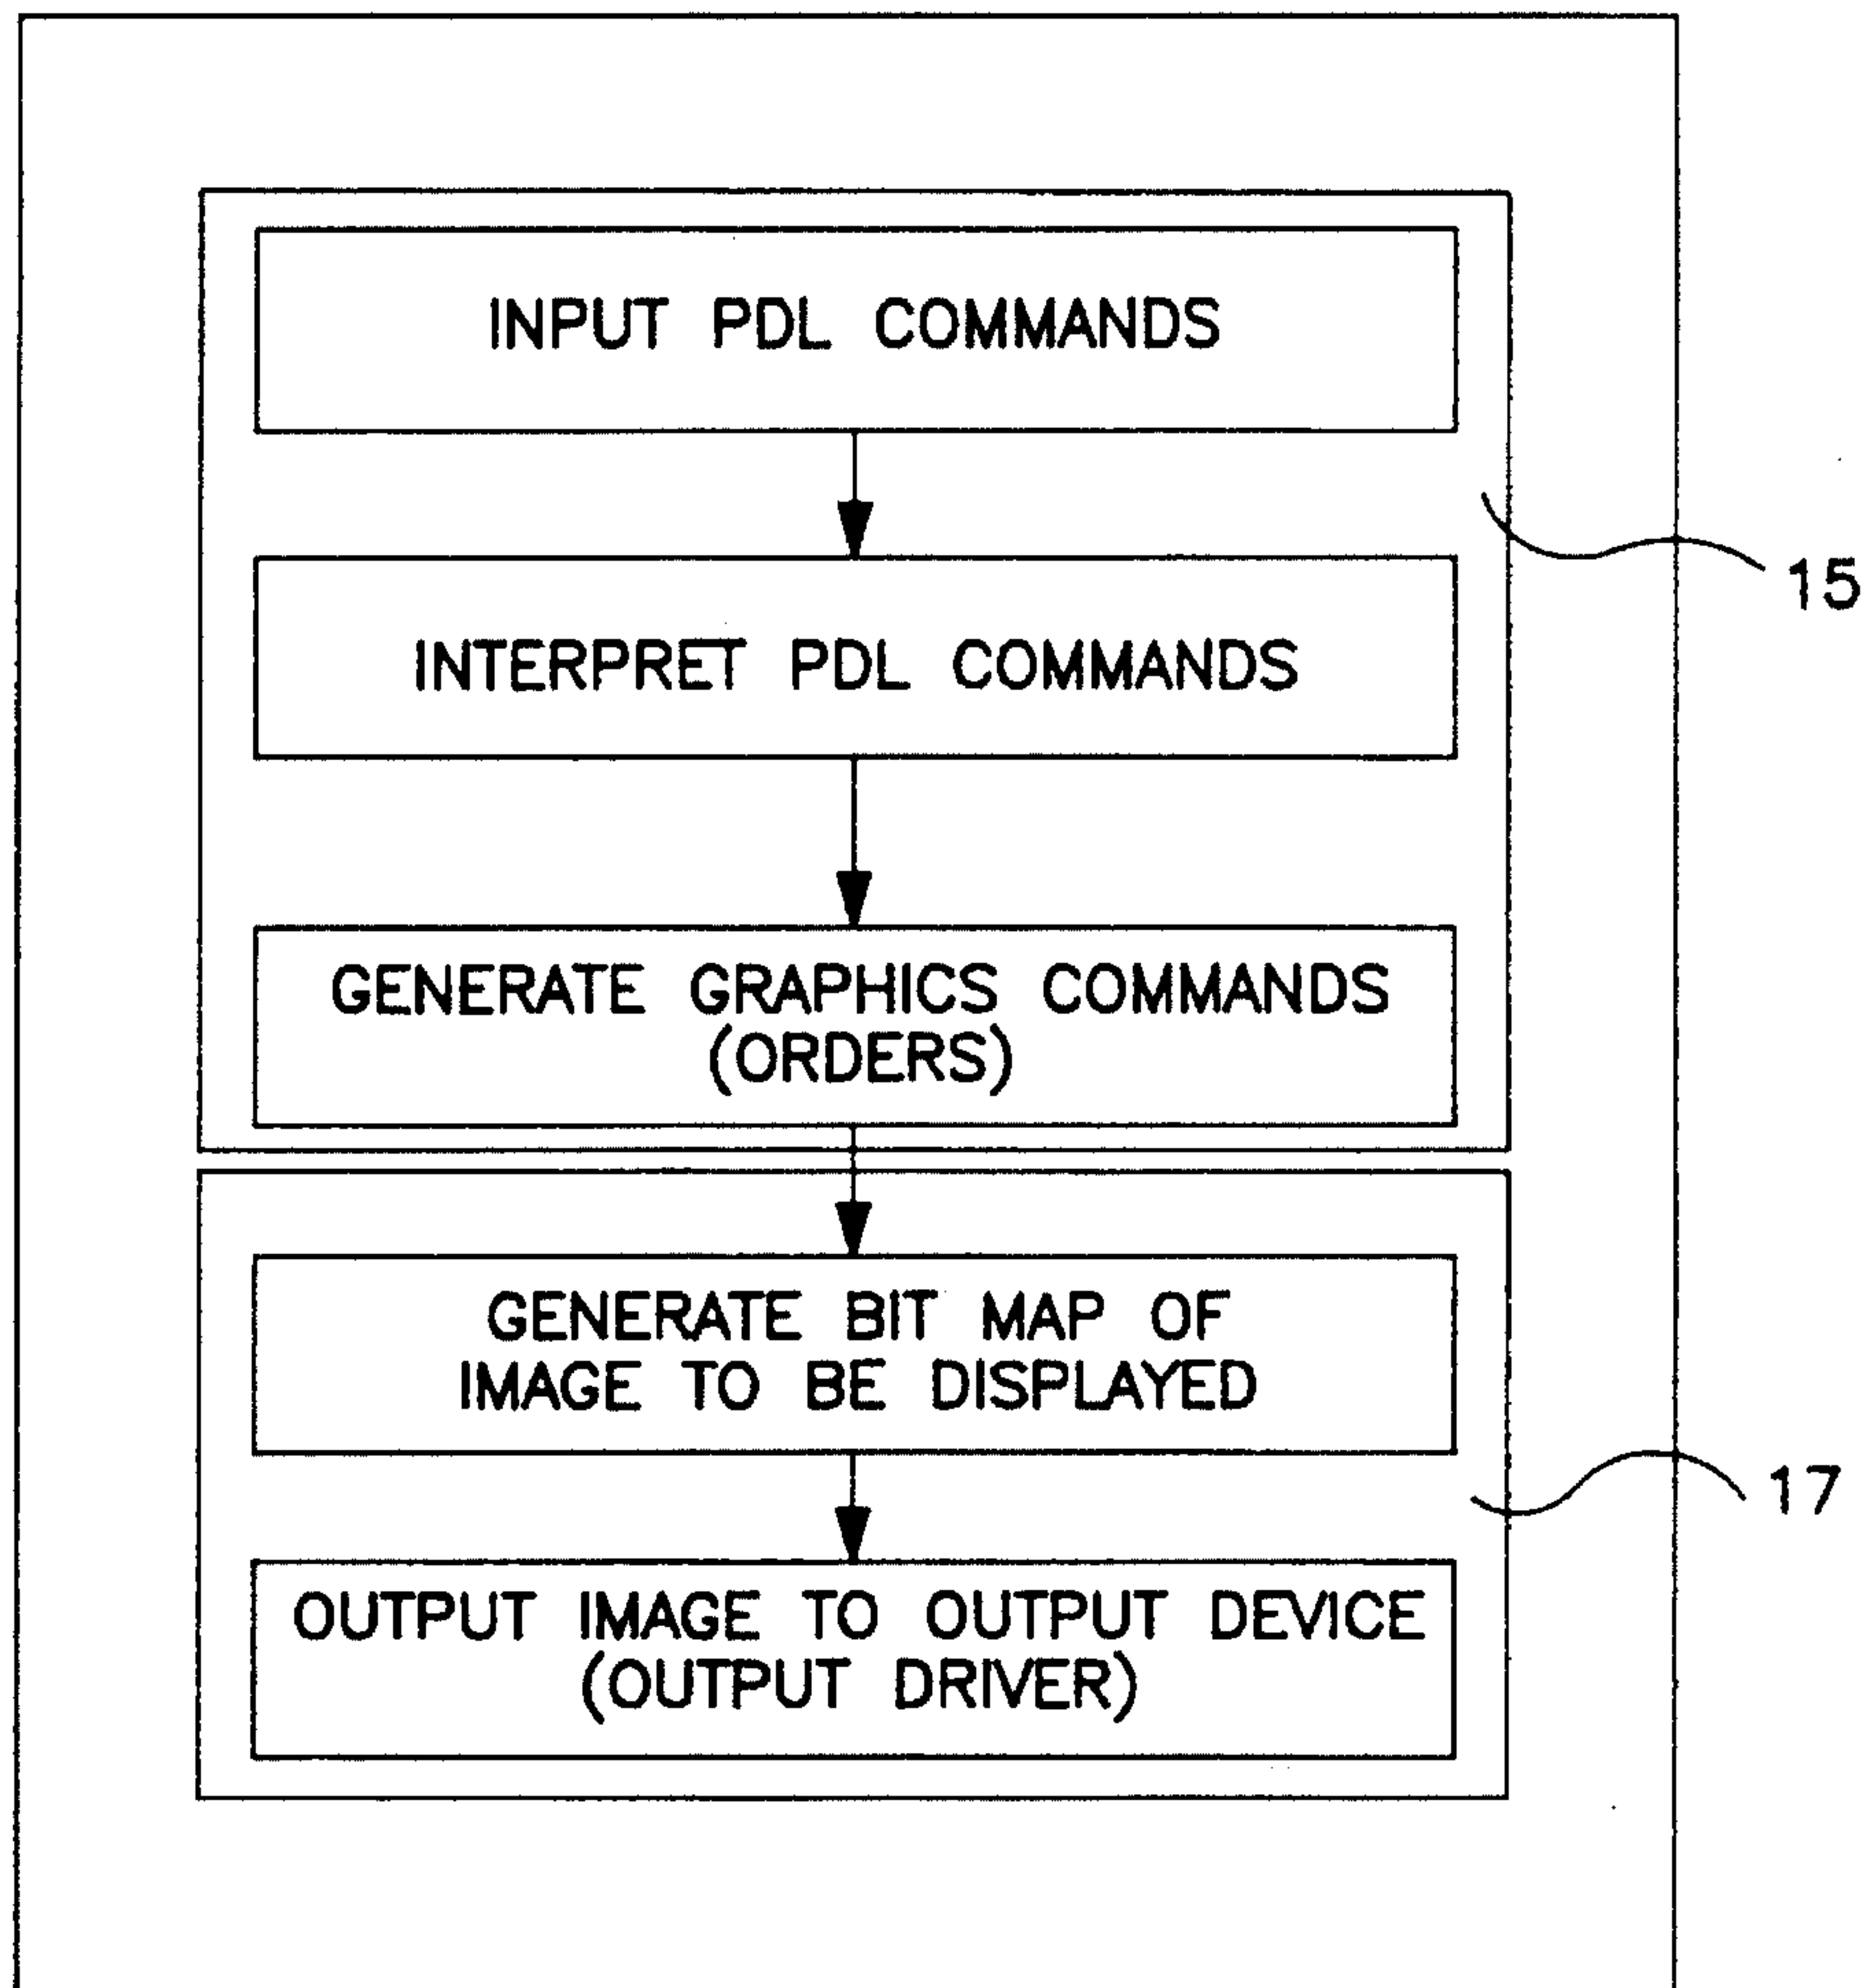 INPUT PDL COMMANDS
INTERPRET PDL COMMANDS
15
GENERATE GRAPHICS COMMANDS
(ORDERS)
GENERATE BIT MAP OF
IMAGE TO BE DISPLAYED
17
OUTPUT IMAGE TO OUTPUT DEVICE
(OUTPUT DRIVER)